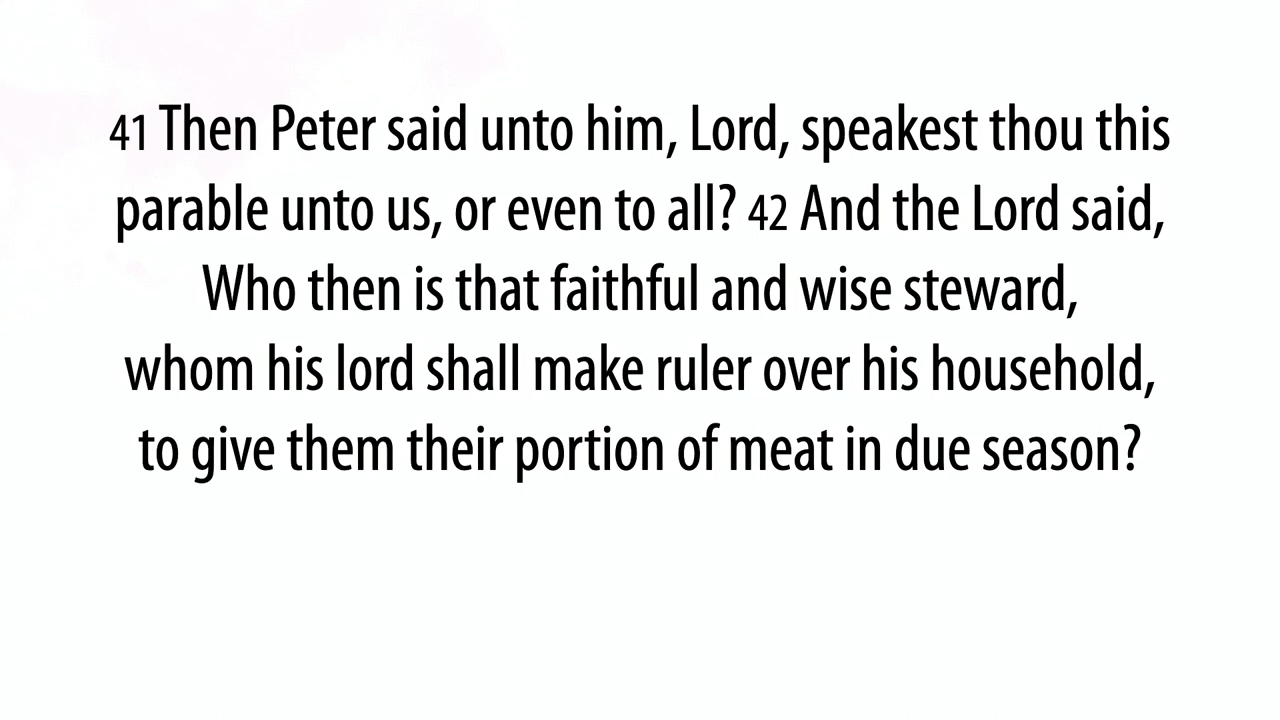 41 Then Peter said unto him, Lord, speakest thou this
parable unto us, or even to all? 42 And the Lord said,
Who then is that faithful and wise steward,
whom his lord shall make ruler over his household,
to give them their portion of meat in due season?